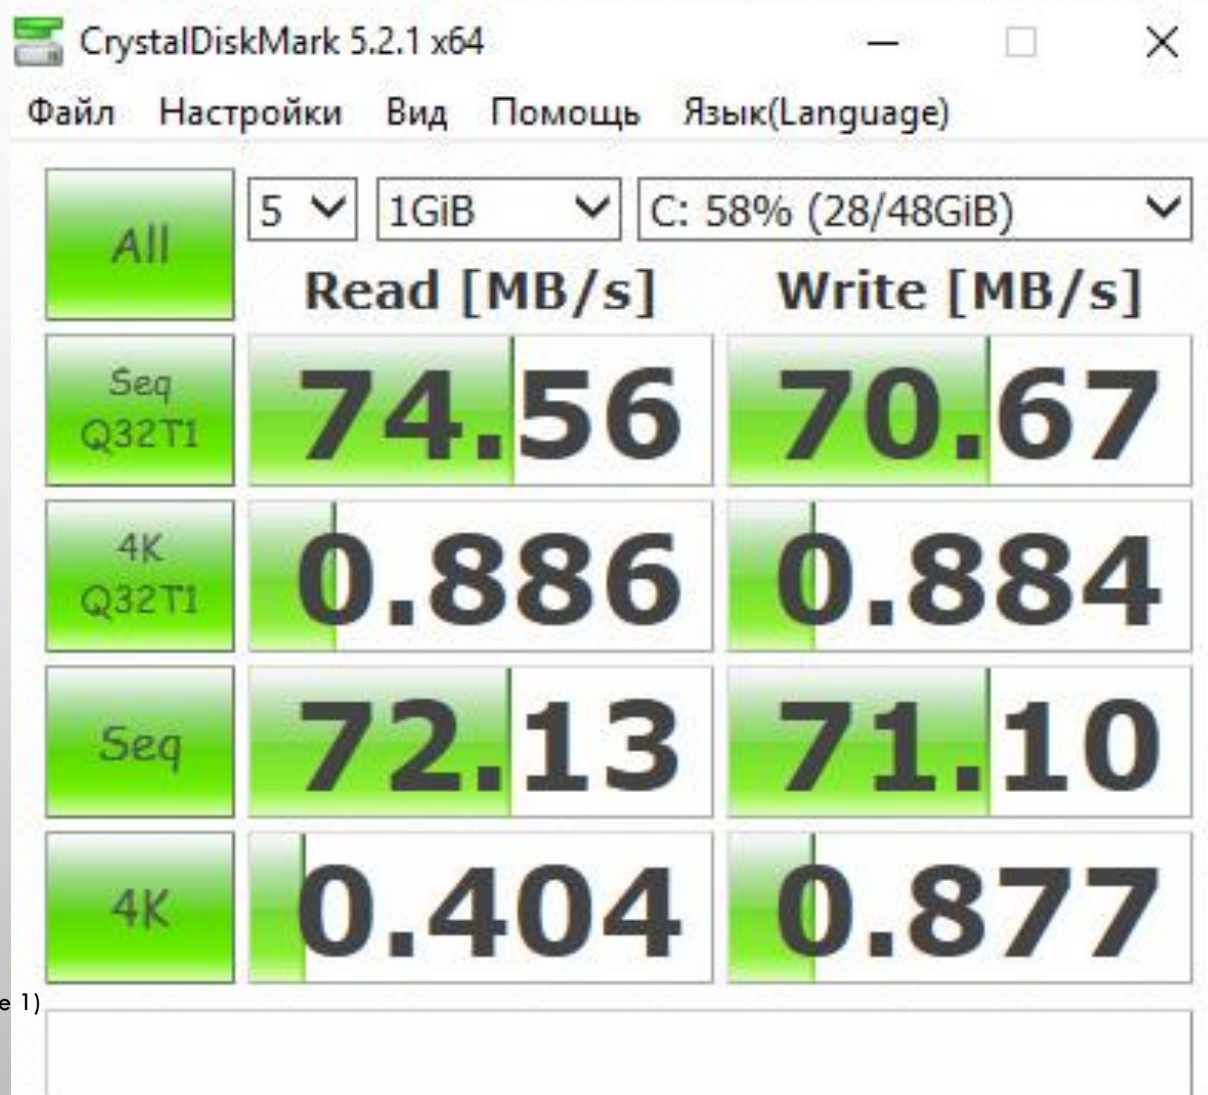 CrystalDiskMark 5.2.1 x64
Файл Настройки Вид Помощь Язык(Language)
All 5 1GiB C: 58% (28/48GiB)
Read [MB/s] Write [MB/s]
Seq Q32T1 74.56 70.67
4K Q32T1 0.886 0.884
Seq 72.13 71.10
4K 0.404 0.877
e 1)